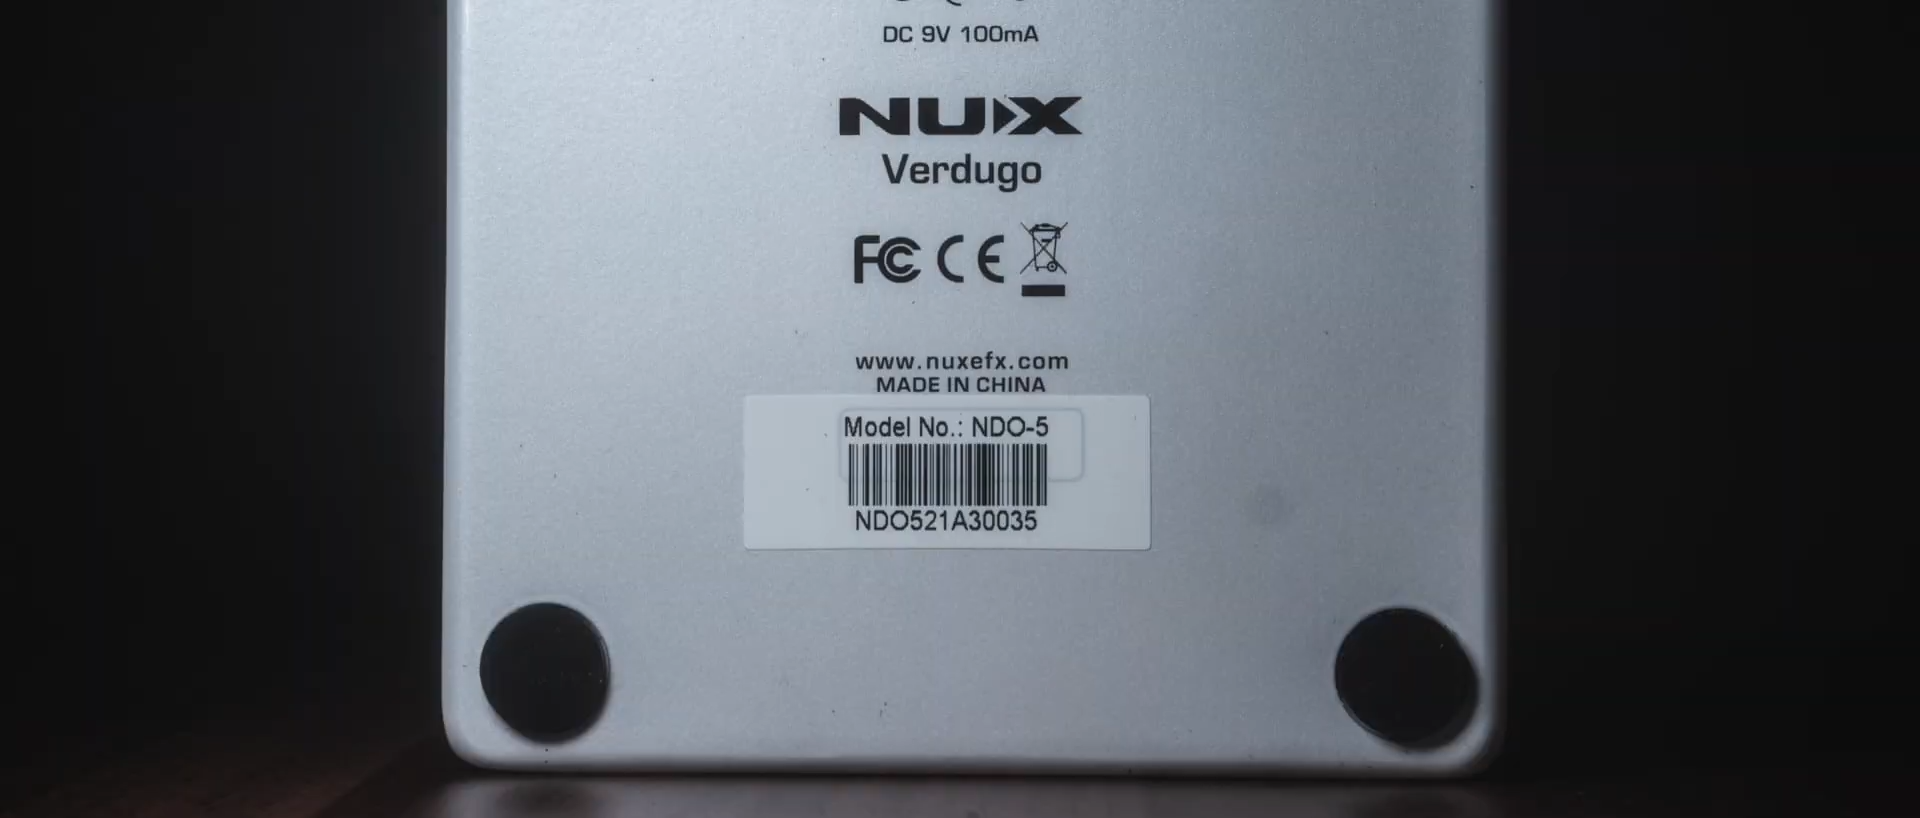 DC 9V 100mA
NUX
Verdugo
FC CE
www.nuxefx.com
MADE IN CHINA
Model No.: NDO-5
NDO521A30035